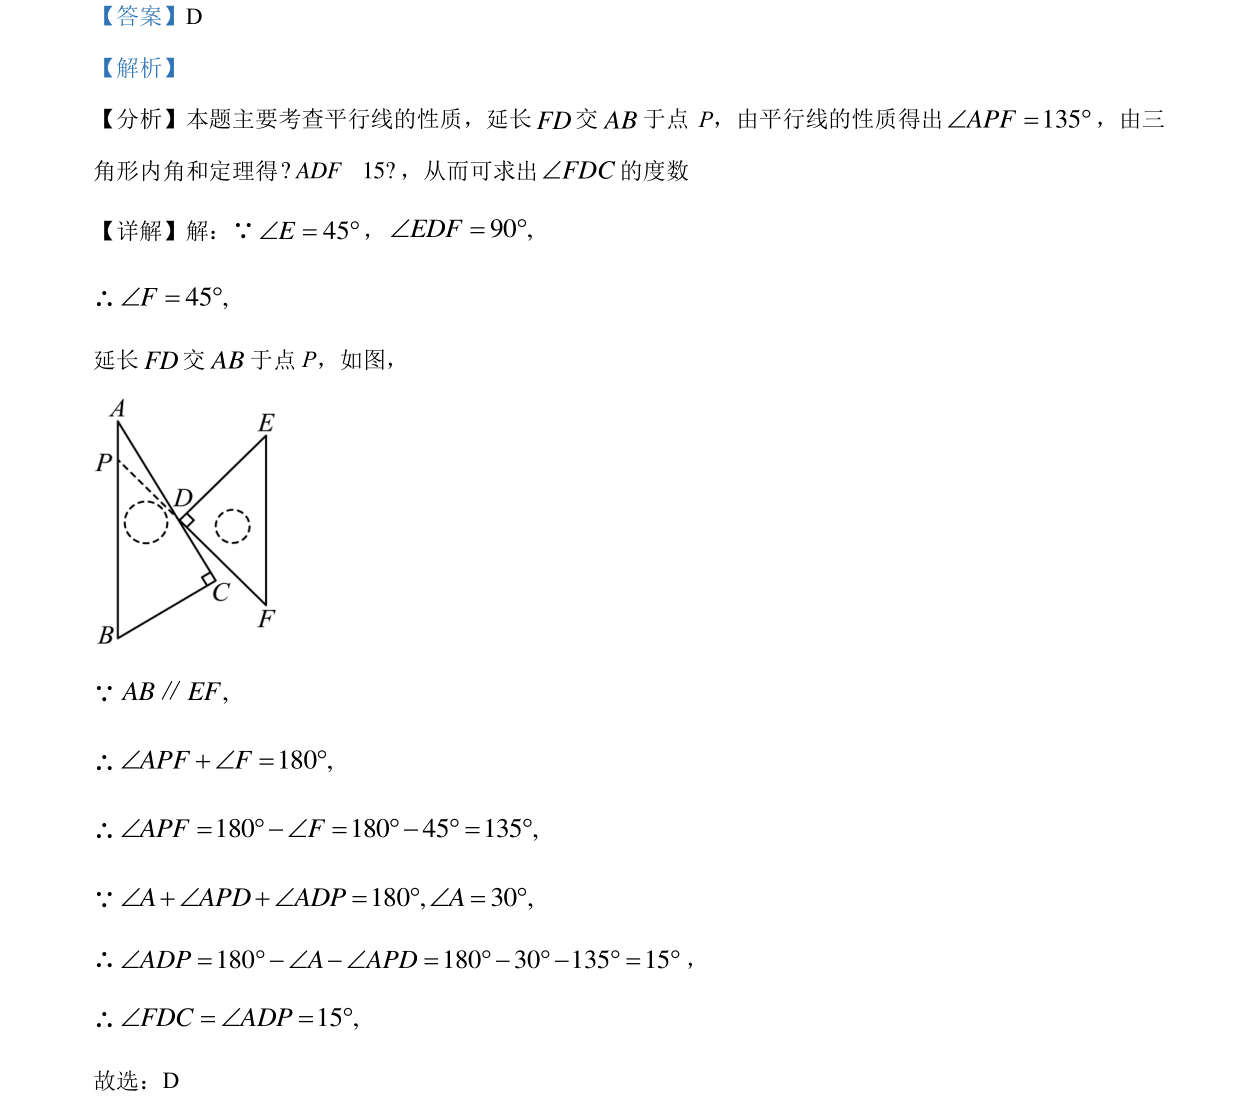 【答案】D
【解析】
【分析】本题主要考查平行线的性质，延长 FD 交 AB 于点 P，由平行线的性质得出∠APF =135°，由三
角形内角和定理得?ADF 15?，从而可求出∠FDC 的度数
【详解】解：∵∠E = 45°，∠EDF = 90°,
∴∠F = 45°,
延长 FD 交 AB 于点 P，如图，
A
E
P
D
C
F
B
∵ AB∥EF,
∴∠APF + ∠F =180°,
∴∠APF =180°−∠F =180°−45° =135°,
∵∠A+∠APD+∠ADP =180°,∠A = 30°,
∴∠ADP =180°−∠A−∠APD =180°−30°−135° =15°，
∴∠FDC = ∠ADP =15°,
故选：D